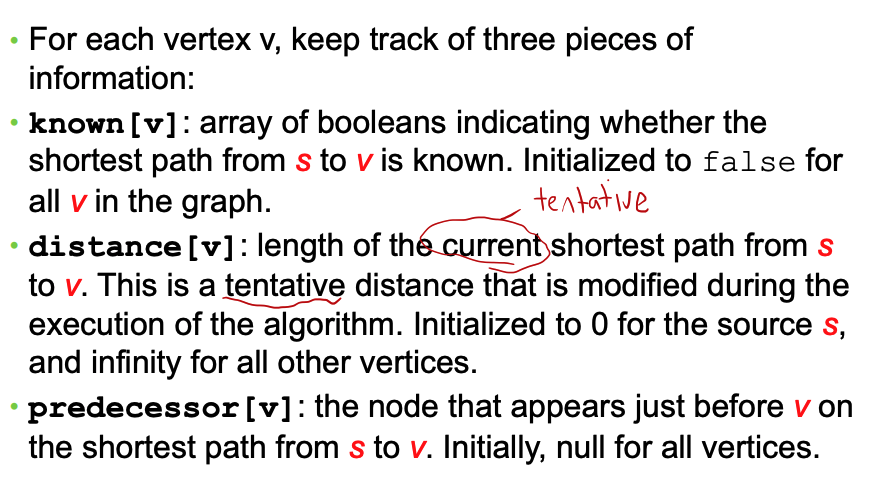 • For each vertex v, keep track of three pieces of
information:
• known[v]: array of booleans indicating whether the
shortest path from s to v is known. Initialized to false for
all v in the graph.
tentative
• distance[v]: length of the current shortest path from s
to v. This is a tentative distance that is modified during the
execution of the algorithm. Initialized to 0 for the source s,
and infinity for all other vertices.
• predecessor[v]: the node that appears just before v on
the shortest path from s to v. Initially, null for all vertices.